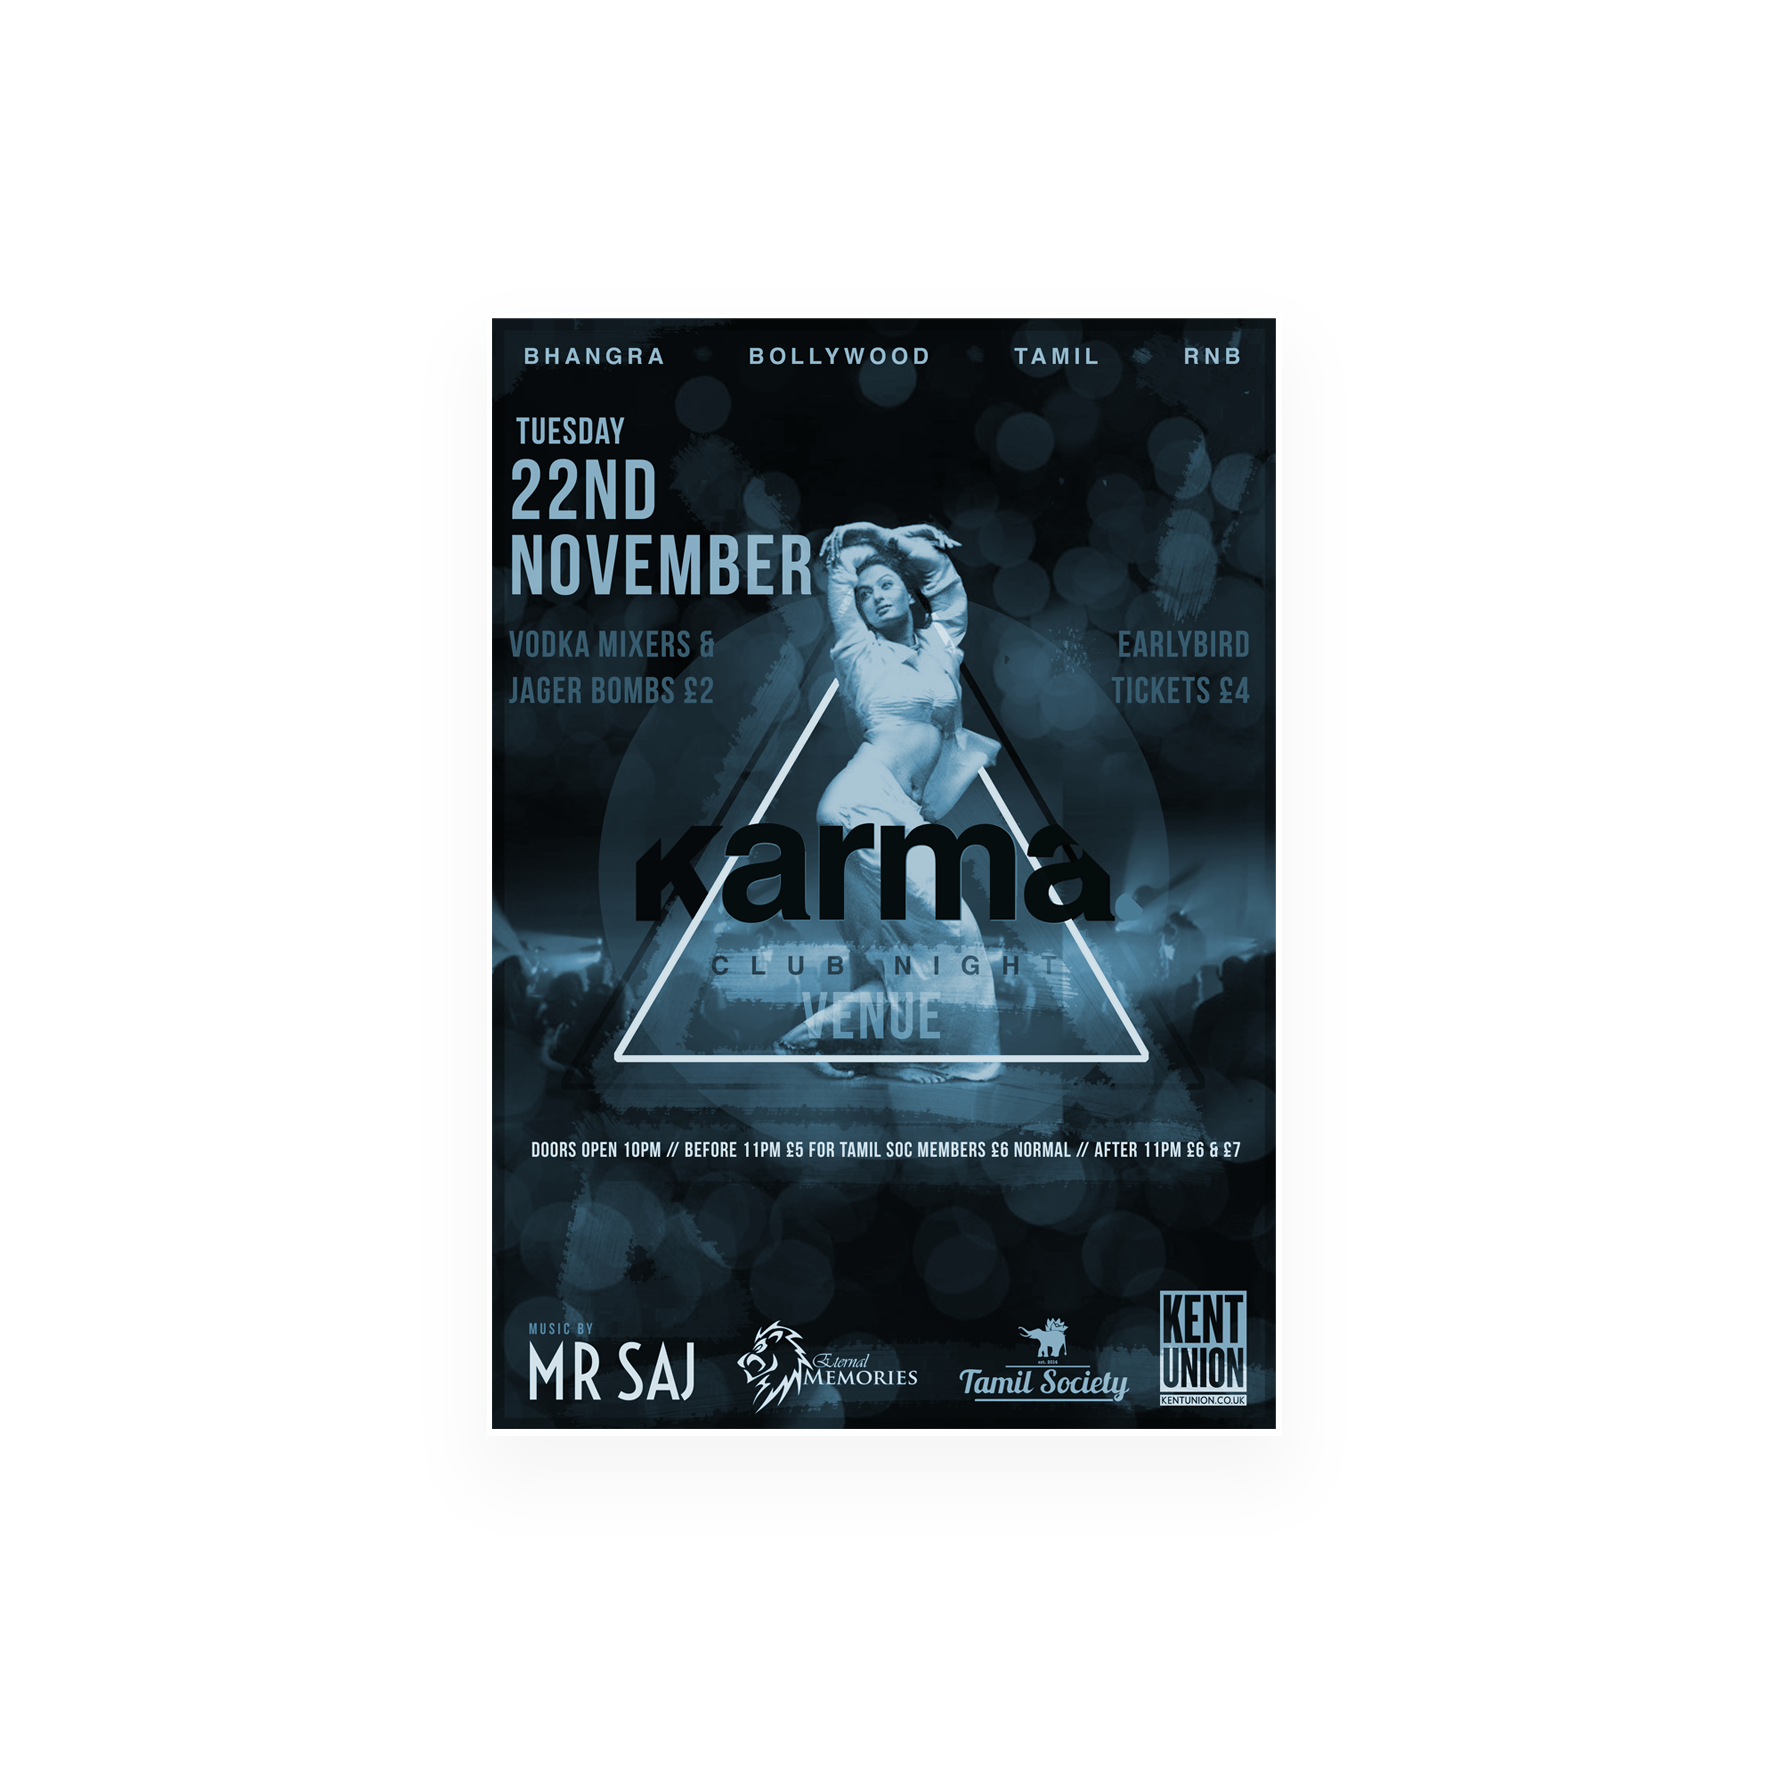 BHANGRA BOLLYWOOD TAMIL RNB
TUESDAY
22ND
NOVEMBER
VODKA MIXERS &
JAGER BOMBS £2
EARLYBIRD
TICKETS £4
karma.
CLUB NIGHT
VENUE
DOORS OPEN 10PM // BEFORE 11PM £5 FOR TAMIL SOC MEMBERS £6 NORMAL // AFTER 11PM £6 & £7
MUSIC BY
MR SAJ
Eternal
MEMORIES
est. 2014
Tamil Society
KENT
UNION
KENTUNION.CO.UK